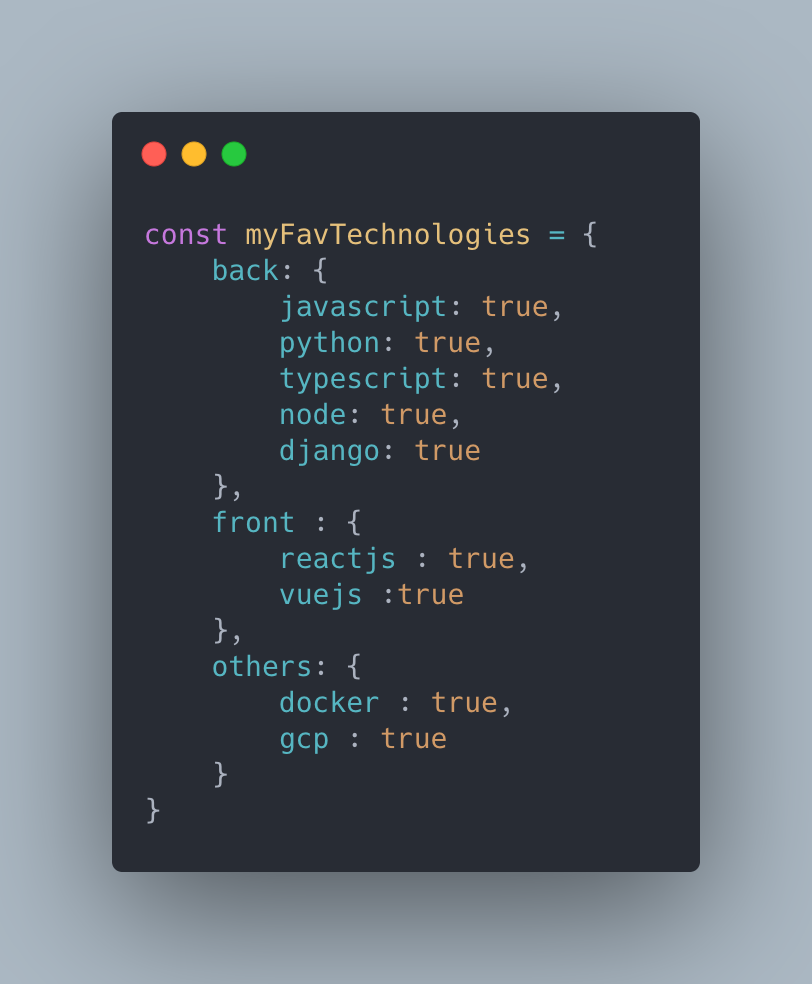 const myFavTechnologies = {
    back: {
        javascript: true,
        python: true,
        typescript: true,
        node: true,
        django: true
    },
    front : {
        reactjs : true,
        vuejs :true
    },
    others: {
        docker : true,
        gcp : true
    }
}